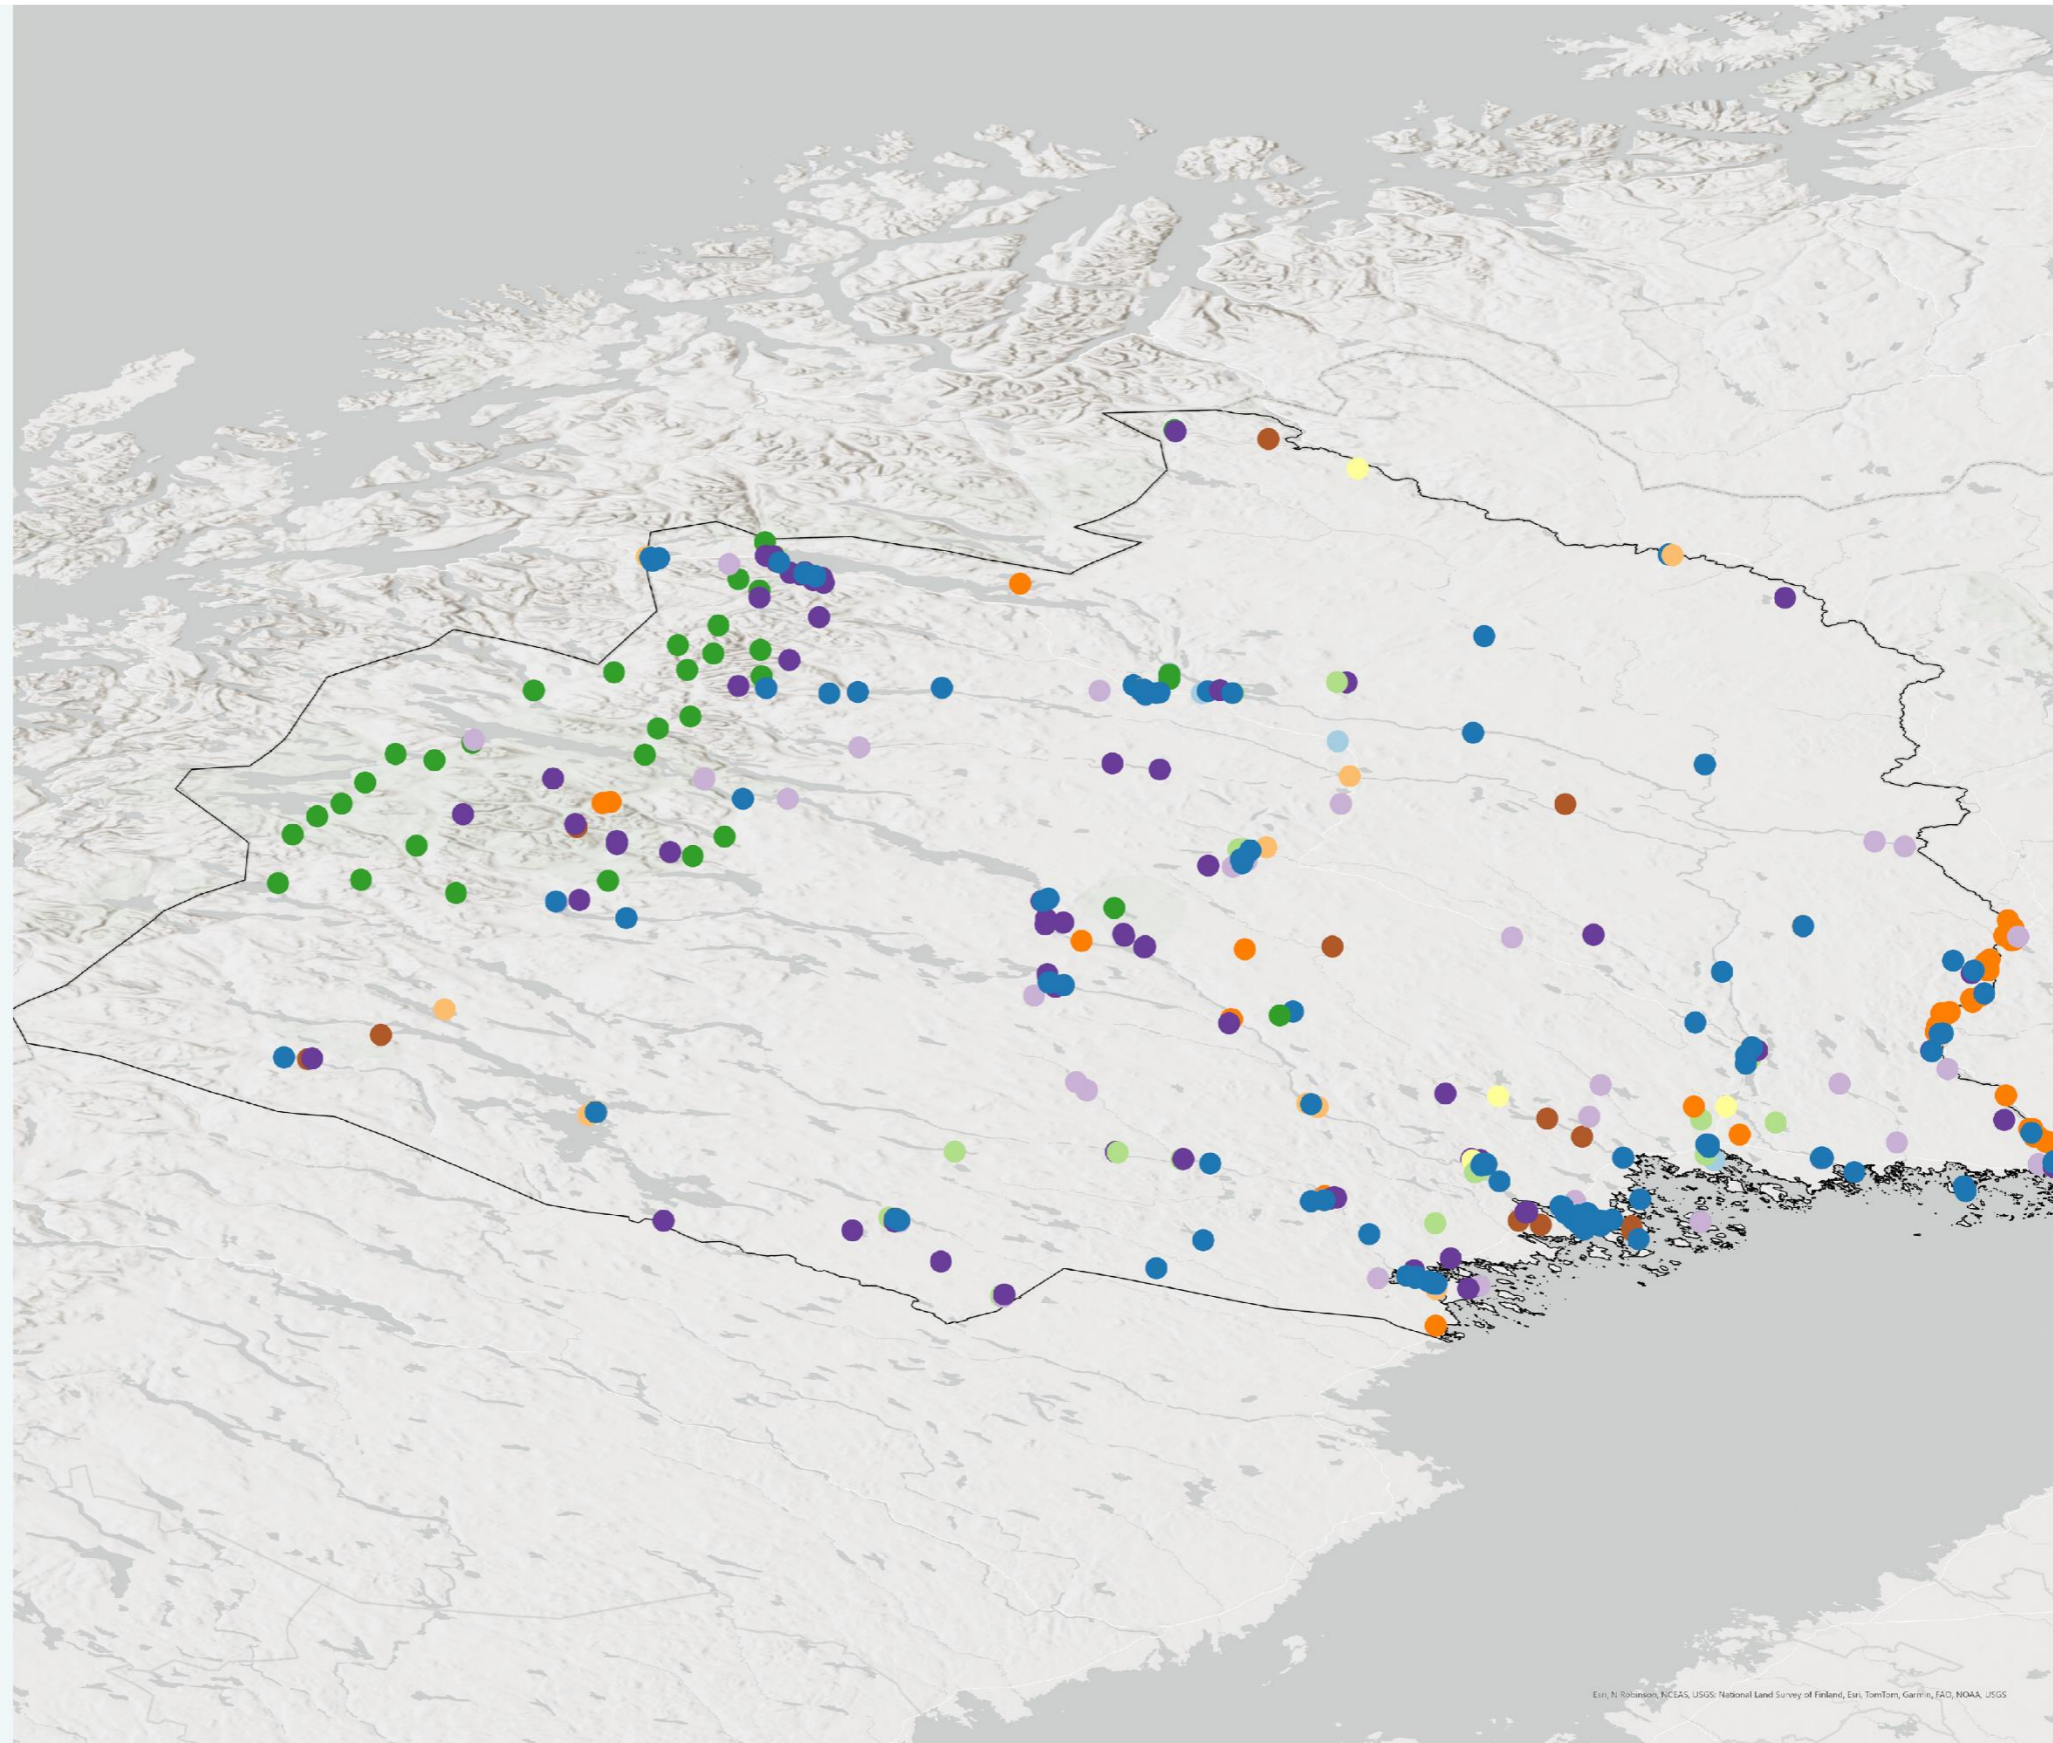 Esri, N Robinson, NCEAS, USGS; National Land Survey of Finland, Esri, TomTom, Garmin, FAO, NOAA, USGS